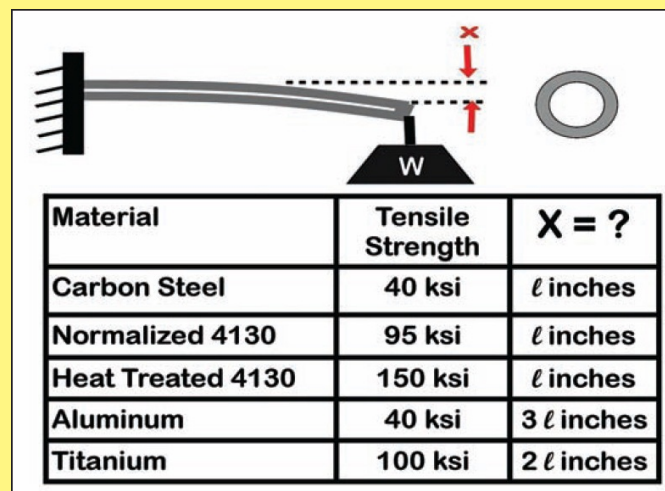 x
W
Material Tensile Strength X = ?
Carbon Steel 40 ksi ℓ inches
Normalized 4130 95 ksi ℓ inches
Heat Treated 4130 150 ksi ℓ inches
Aluminum 40 ksi 3 ℓ inches
Titanium 100 ksi 2 ℓ inches